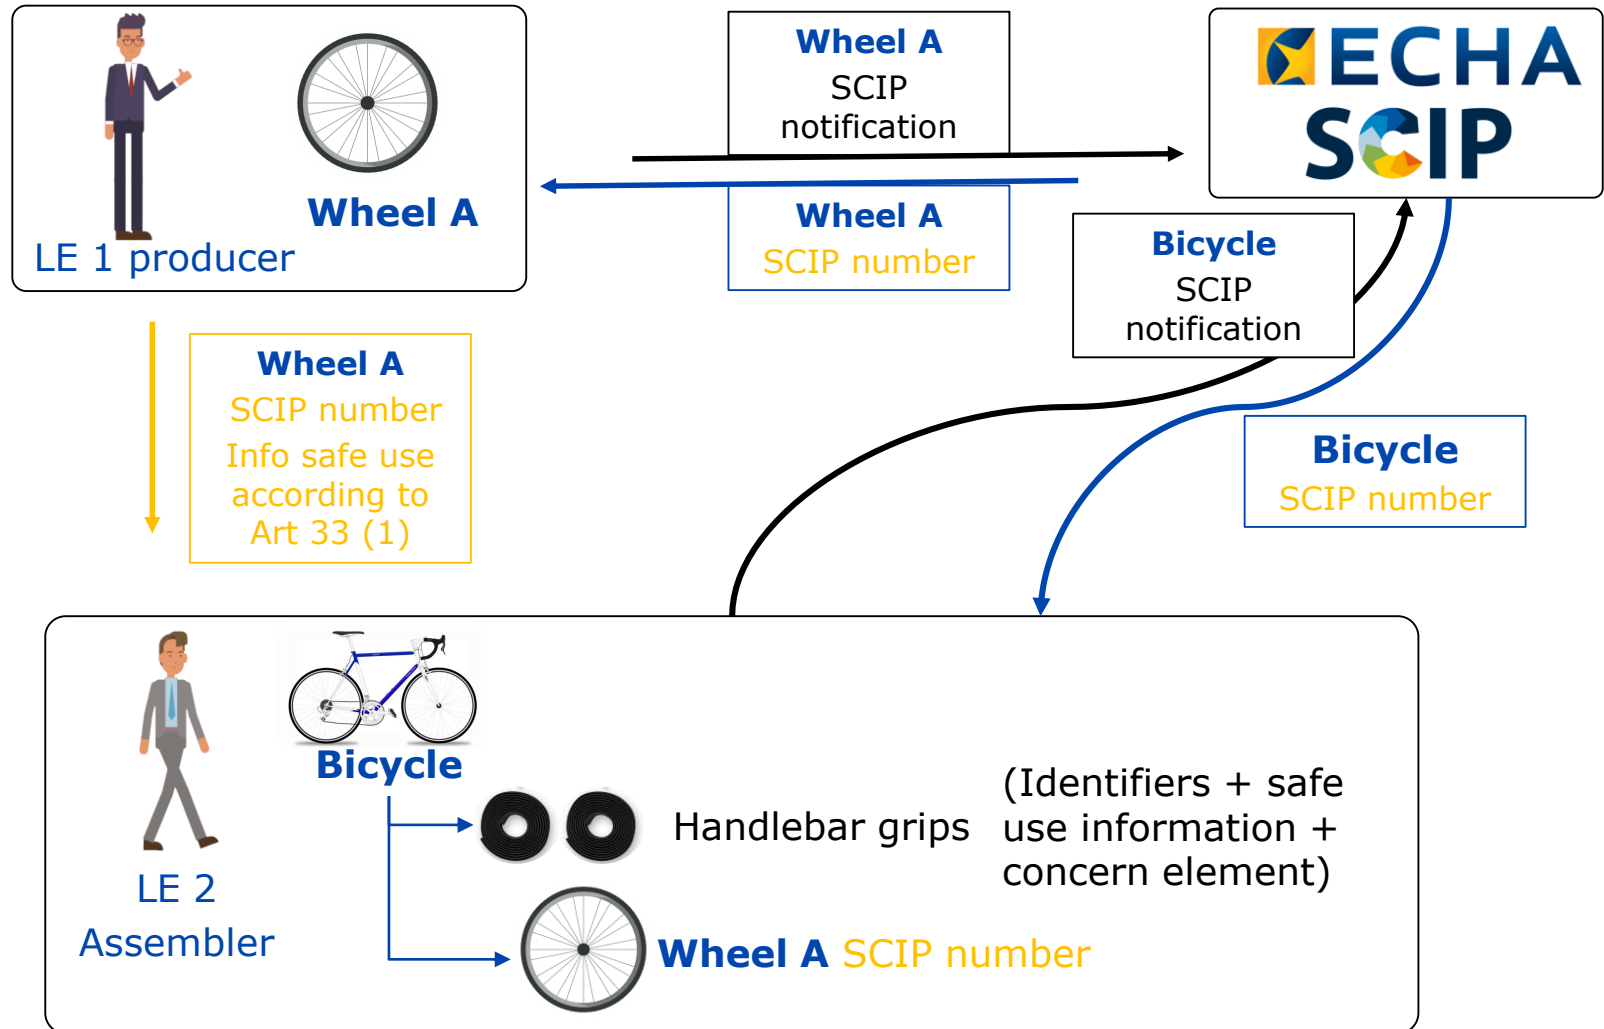 Wheel A
LE 1 producer
Wheel A
SCIP
notification
Wheel A
SCIP number
ECHA
SCIP
Bicycle
SCIP
notification
Wheel A
SCIP number
Info safe use
according to
Art 33 (1)
Bicycle
SCIP number
LE 2
Assembler
Bicycle
Handlebar grips
(Identifiers + safe
use information +
concern element)
Wheel A SCIP number